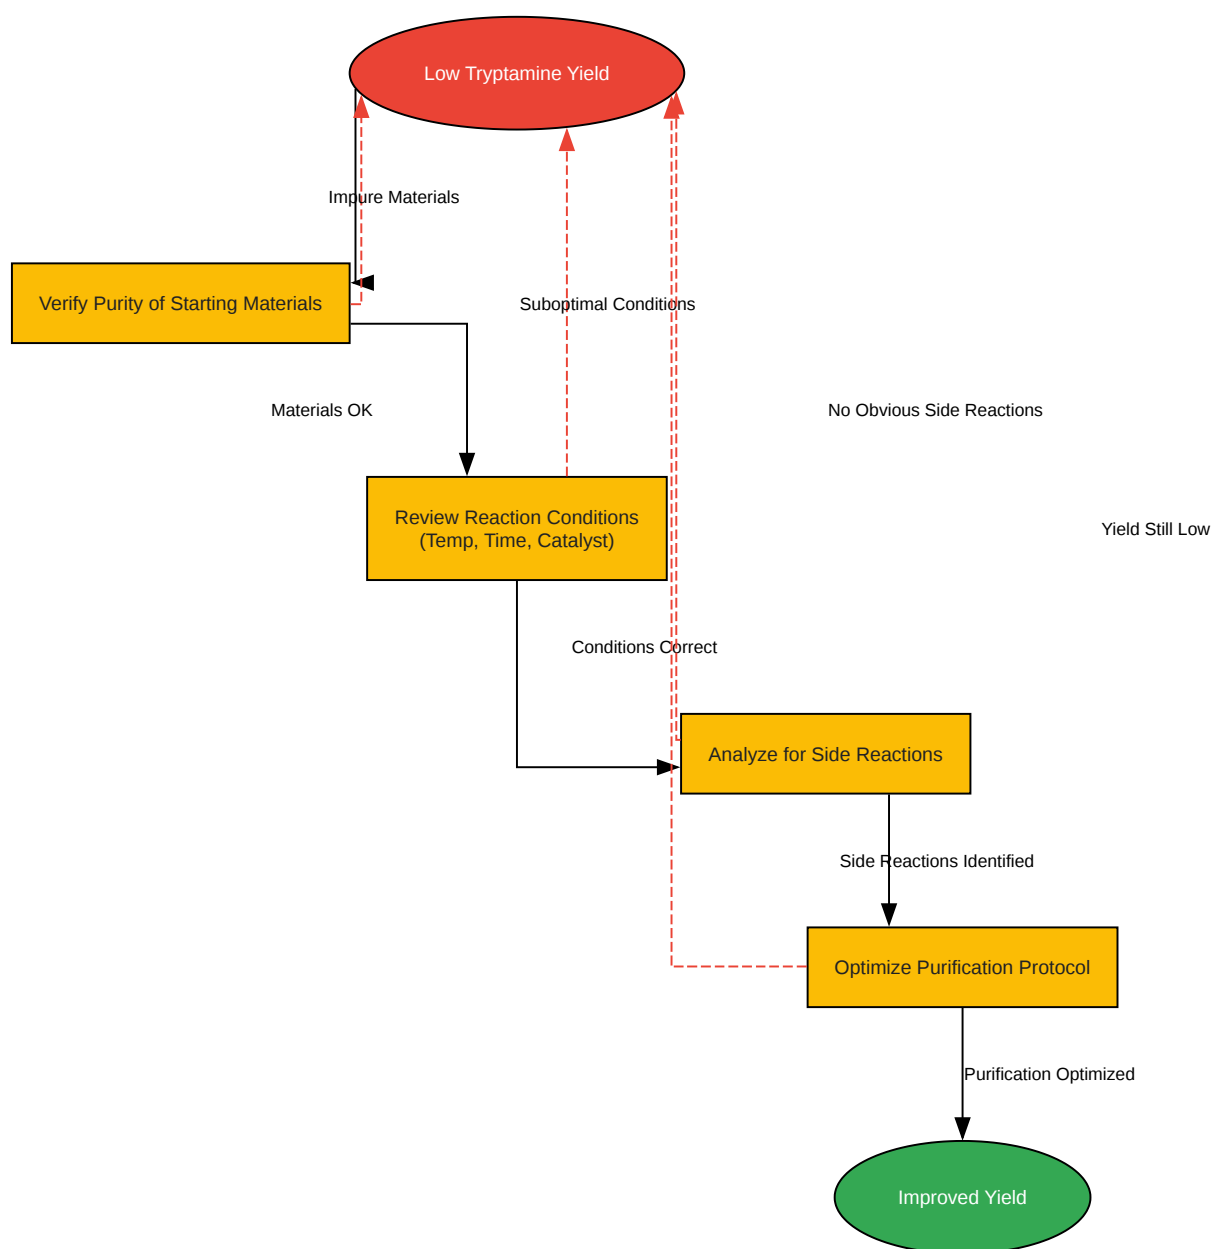 Low Tryptamine Yield
Impure Materials
Verify Purity of Starting Materials
Suboptimal Conditions
Materials OK
No Obvious Side Reactions
Review Reaction Conditions
(Temp, Time, Catalyst)
Yield Still Low
Conditions Correct
Analyze for Side Reactions
Side Reactions Identified
Optimize Purification Protocol
Purification Optimized
Improved Yield